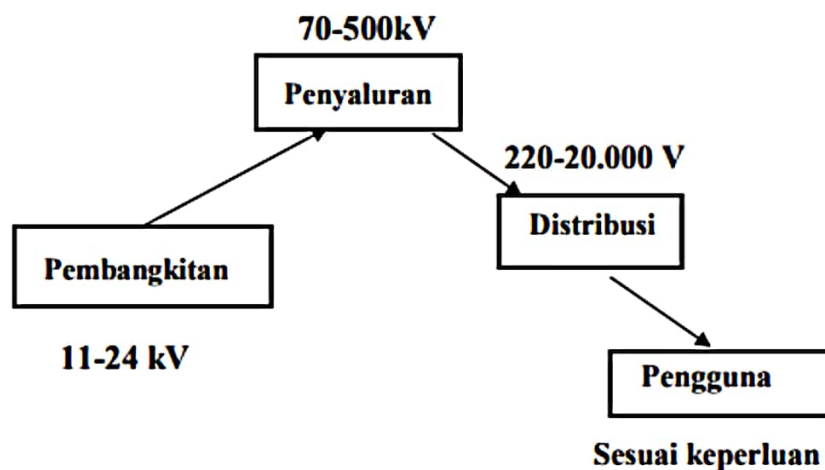 70-500kV
Penyaluran
220-20.000 V
Distribusi
Pembangkitan
11-24 kV
Pengguna
Sesuai keperluan